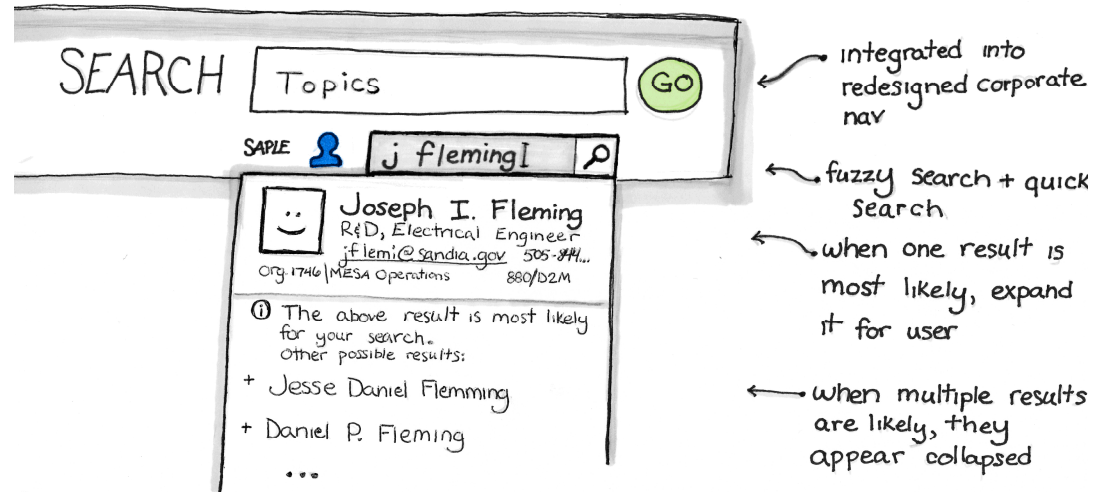 SEARCH Topics GO
SAPLE j fleming
Joseph I. Fleming
R&D, Electrical Engineer
jflemi@sandia.gov 505-844...
Org. 1746 | MESA Operations 880/D2M
The above result is most likely
for your search.
Other possible results:
+ Jesse Daniel Flemming
+ Daniel P. Fleming
...
integrated into
redesigned corporate
nav
fuzzy search + quick
search
when one result is
most likely, expand
it for user
when multiple results
are likely, they
appear collapsed